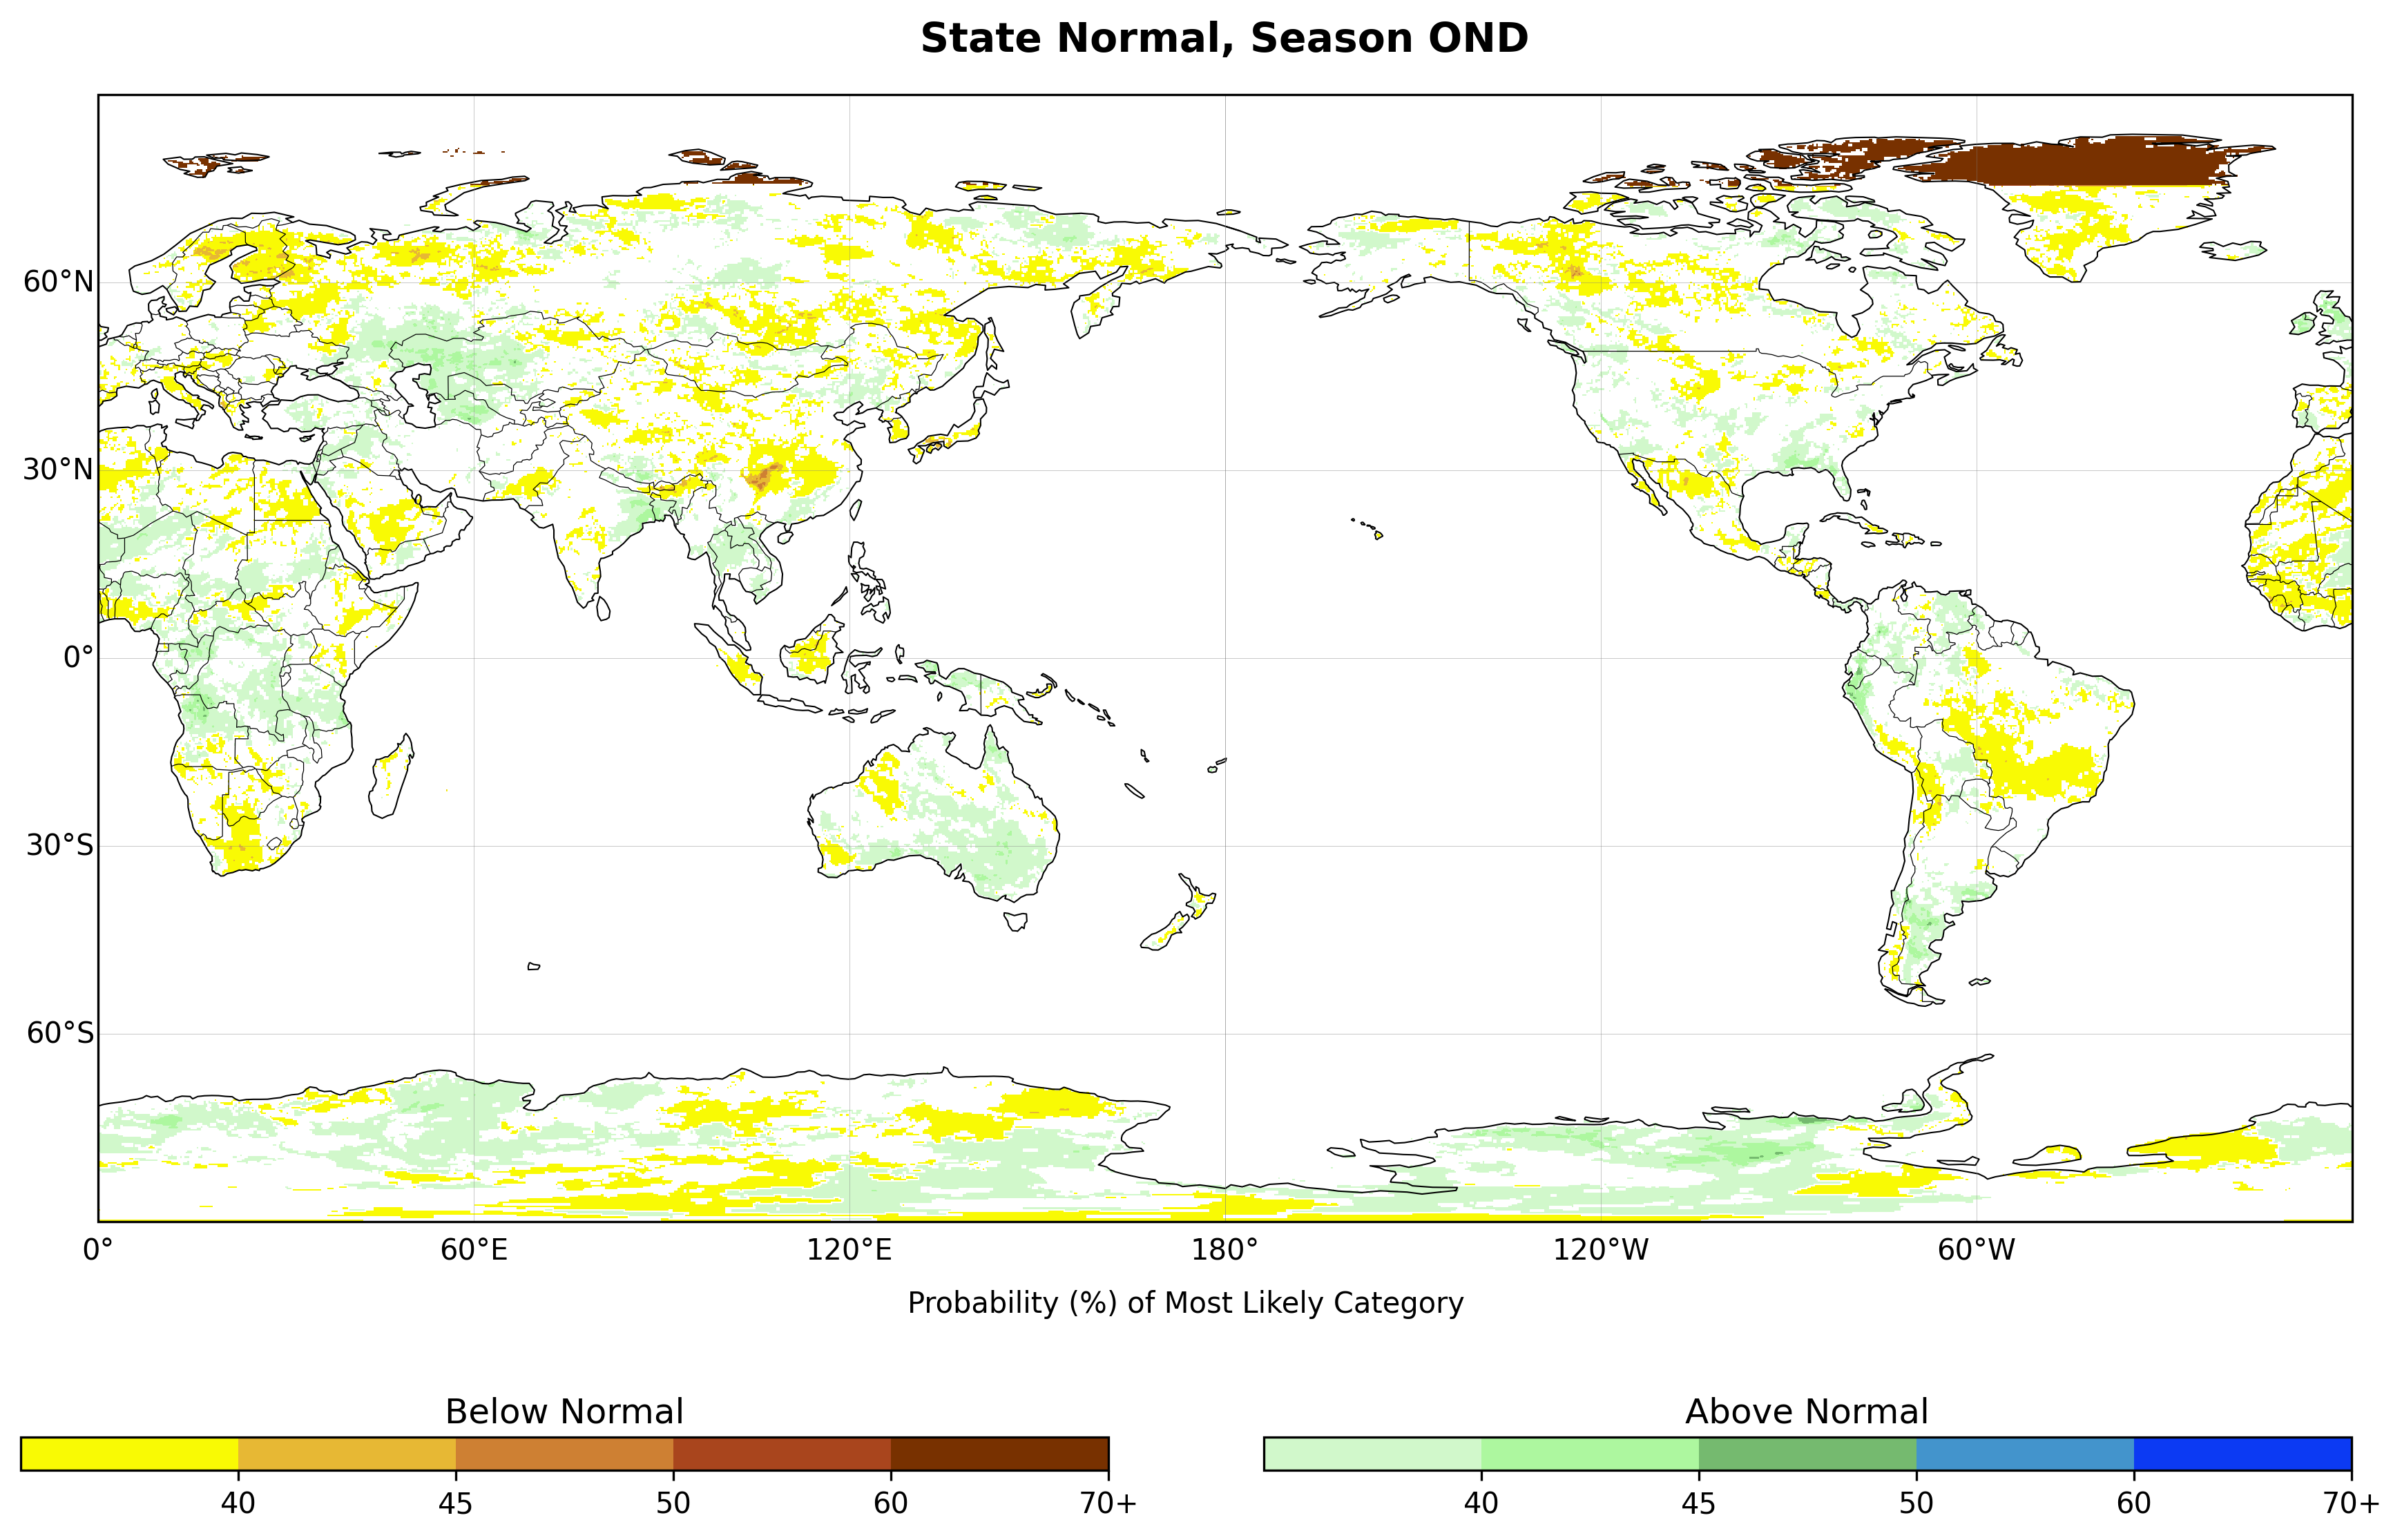 State Normal, Season OND
60°N
30°N
0°
30°S
60°S
0° 60°E 120°E 180° 120°W 60°W
Probability (%) of Most Likely Category
Below Normal
40 45 50 60 70+
Above Normal
40 45 50 60 70+